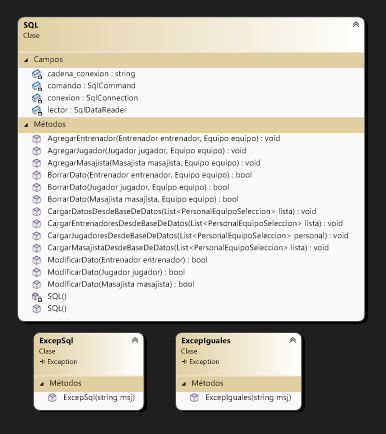 SQL
Clase
Campos
cadena_conexion : string
comando : SqlCommand
conexion : SqlConnection
lector : SqlDataReader
Métodos
AgregarEntrenador(Entrenador entrenador, Equipo equipo) : void
AgregarJugador(Jugador jugador, Equipo equipo) : void
AgregarMasajista(Masajista masajista, Equipo equipo) : void
BorrarDato(Entrenador entrenador, Equipo equipo) : bool
BorrarDato(Jugador jugador, Equipo equipo) : bool
BorrarDato(Masajista masajista, Equipo equipo) : bool
CargarDatosDesdeBaseDeDatos(List<PersonalEquipoSeleccion> lista) : void
CargarEntrenadoresDesdeBaseDeDatos(List<PersonalEquipoSeleccion> lista) : void
CargarJugadoresDesdeBaseDeDatos(List<PersonalEquipoSeleccion> personal) : void
CargarMasajistaDesdeBaseDeDatos(List<PersonalEquipoSeleccion> lista) : void
ModificarDato(Entrenador entrenador) : bool
ModificarDato(Jugador jugador) : bool
ModificarDato(Masajista masajista) : bool
SQL()
SQL()
ExcepSql
Clase
Exception
Métodos
ExcepSql(string msj)
ExcepIguales
Clase
Exception
Métodos
ExcepIguales(string msj)